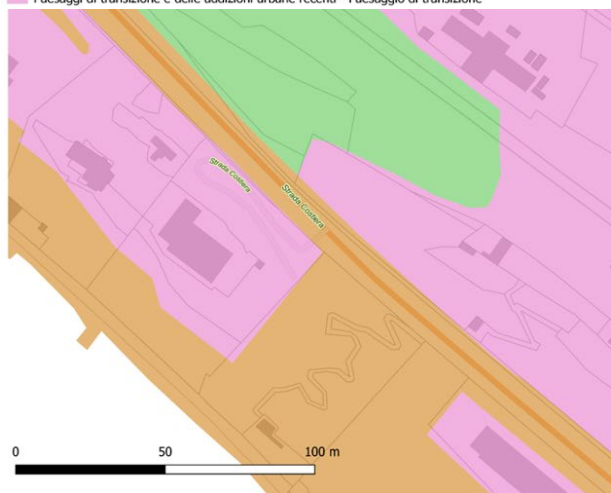 Paesaggi di transizione e delle addizioni urbane recenti - Paesaggio di transizione
Strada Costiera
Strada Costiera
0 50 100 m